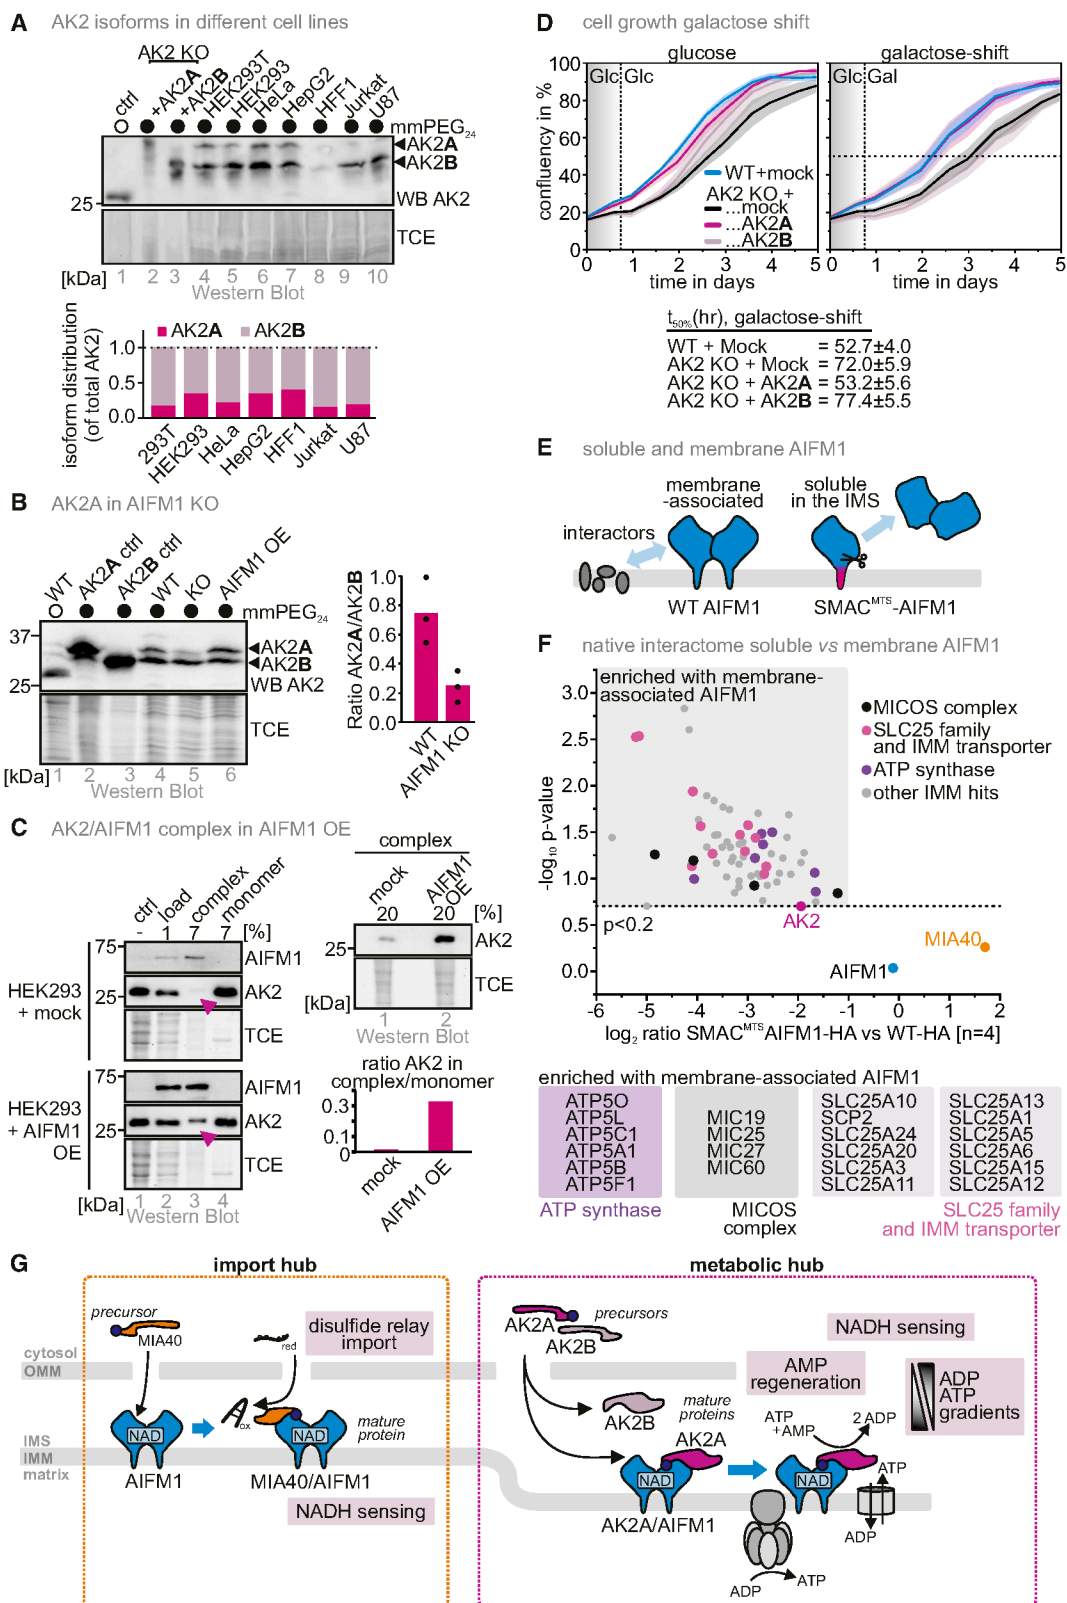 A AK2 isoforms in different cell lines
AK2 KO
ctrl
+AK2A
+AK2B
HEK293T
HEK293
HeLa
HepG2
HFF1
Jurkat
U87
mmPEG24
AK2A
AK2B
25
WB AK2
TCE
[kDa] 1 2 3 4 5 6 7 8 9 10
Western Blot
AK2A AK2B
isoform distribution
(of total AK2)
1.0
0.5
0.0
293T
HEK293
HeLa
HepG2
HFF1
Jurkat
U87
B AK2A in AIFM1 KO
WT
AK2A ctrl
AK2B ctrl
WT
KO
AIFM1 OE
mmPEG24
37
25
AK2A
AK2B
WB AK2
TCE
[kDa] 1 2 3 4 5 6
Western Blot
Ratio AK2A/AK2B
1.0
0.8
0.6
0.4
0.2
0.0
WT
AIFM1 KO
C AK2/AIFM1 complex in AIFM1 OE
ctrl
load
complex
monomer
- 1 7 7 [%]
75
AIFM1
HEK293
+ mock
25
AK2
TCE
75
AIFM1
HEK293
+ AIFM1
OE
25
AK2
TCE
[kDa] 1 2 3 4
Western Blot
complex
mock
AIFM1
OE
20 20 [%]
25
AK2
TCE
[kDa]
1 2
Western Blot
ratio AK2 in
complex/monomer
0.3
0.1
0
mock
AIFM1 OE
D cell growth galactose shift
glucose
galactose-shift
confluency in %
100
80
60
40
20
0
Glc Glc
Glc Gal
WT+mock
AK2 KO +
...mock
...AK2A
...AK2B
0 1 2 3 4 5
0 1 2 3 4 5
time in days
time in days
t50%(hr), galactose-shift
WT + Mock = 52.7±4.0
AK2 KO + Mock = 72.0±5.9
AK2 KO + AK2A = 53.2±5.6
AK2 KO + AK2B = 77.4±5.5
E soluble and membrane AIFM1
membrane
-associated
soluble
in the IMS
interactors
WT AIFM1
SMACMTS-AIFM1
F native interactome soluble vs membrane AIFM1
enriched with membrane-
associated AIFM1
MICOS complex
SLC25 family
and IMM transporter
ATP synthase
other IMM hits
-log10 p-value
3.0
2.5
2.0
1.5
1.0
0.5
0.0
p<0.2
AK2
MIA40
AIFM1
-6 -5 -4 -3 -2 -1 0 1 2
log2 ratio SMACMTSAIFM1-HA vs WT-HA [n=4]
enriched with membrane-associated AIFM1
ATP5O
ATP5L
ATP5C1
ATP5A1
ATP5B
ATP5F1
ATP synthase
MIC19
MIC25
MIC27
MIC60
MICOS
complex
SLC25A10
SCP2
SLC25A24
SLC25A20
SLC25A3
SLC25A11
SLC25A13
SLC25A1
SLC25A5
SLC25A6
SLC25A15
SLC25A12
SLC25 family
and IMM transporter
G import hub
precursor
MIA40
red
disulfide relay
import
cytosol
OMM
ox
mature
protein
NAD
NAD
IMS
IMM
matrix
AIFM1
MIA40/AIFM1
NADH sensing
metabolic hub
precursors
AK2A
AK2B
NADH sensing
AMP
regeneration
ADP
ATP
gradients
AK2B
mature
proteins
ATP
+AMP
2 ADP
AK2A
NAD
NAD
ATP
AK2A/AIFM1
ADP
ADP
ATP